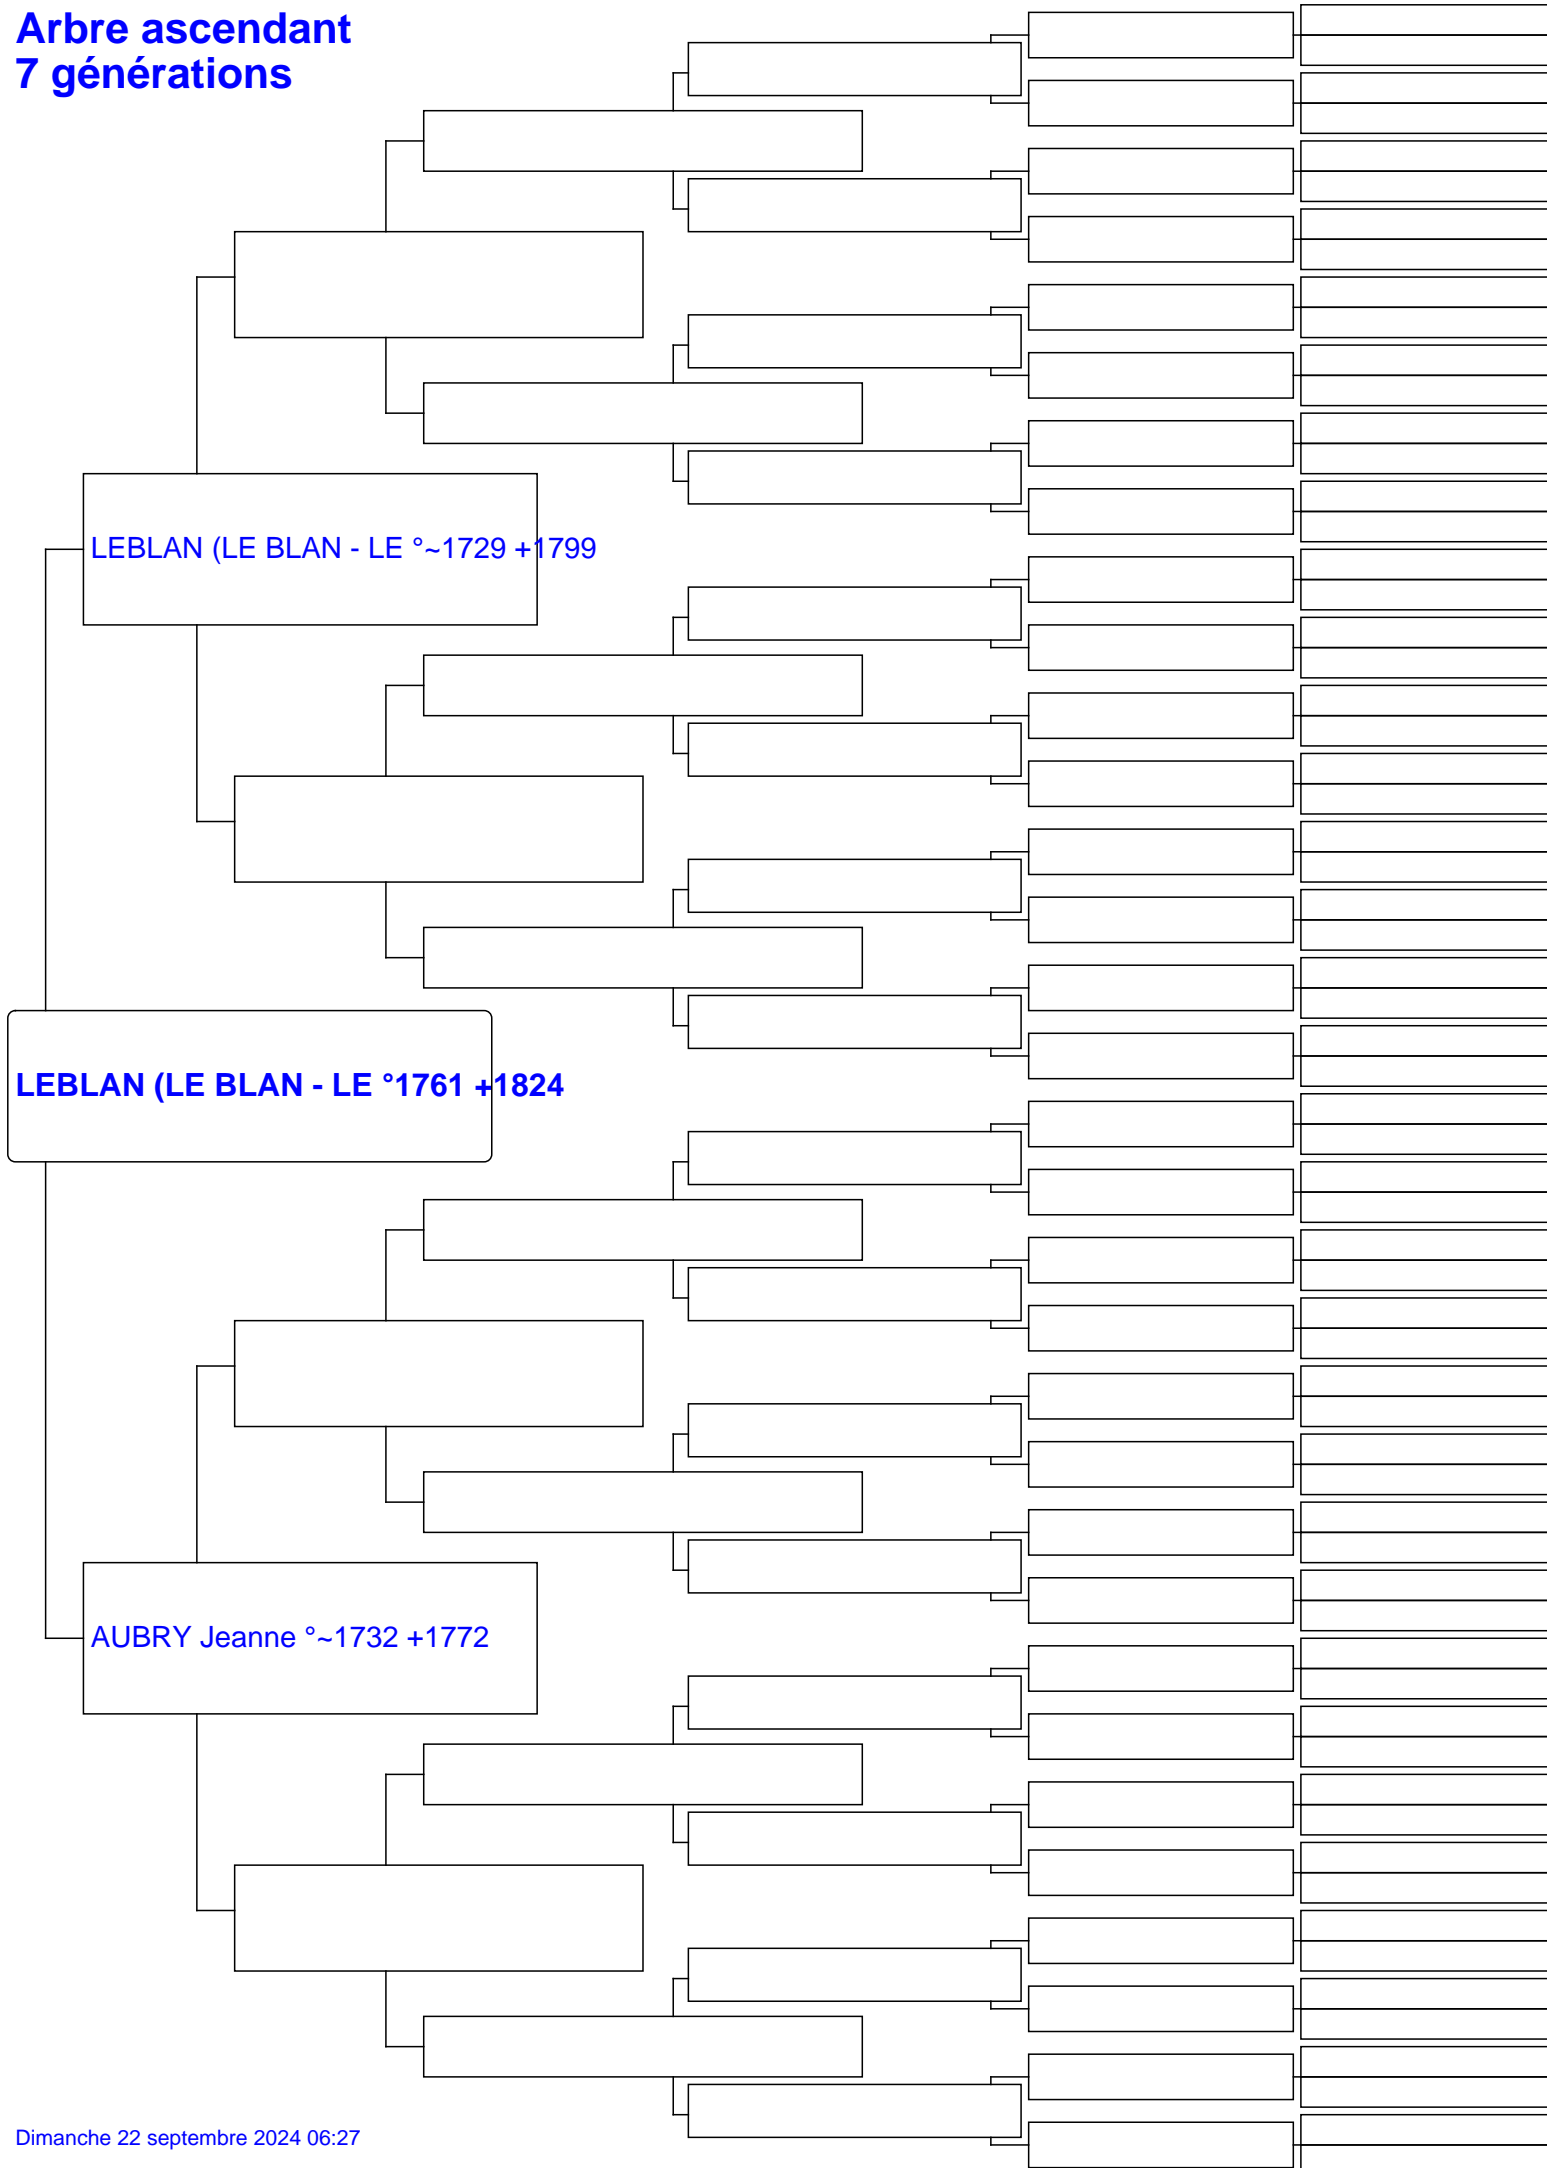 Arbre ascendant
7 générations
LEBLAN (LE BLAN - LE °~1729 +1799
LEBLAN (LE BLAN - LE °1761 +1824
AUBRY Jeanne °~1732 +1772
Dimanche 22 septembre 2024 06:27